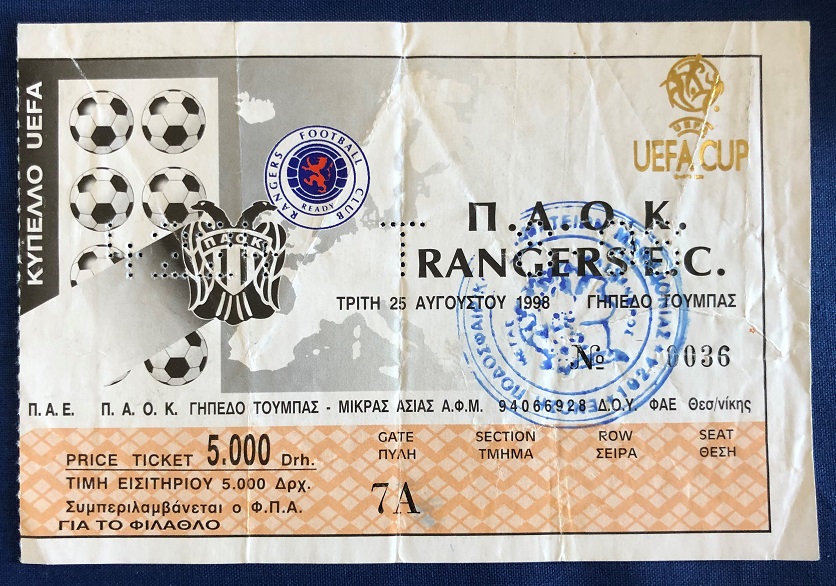 ΚΥΠΕΛΛΟ UEFA
RANGERS FOOTBALL CLUB
READY
UEFA CUP
ΠΑΟΚ
Π.Α.Ο.Κ.
RANGERS F.C.
ΤΡΙΤΗ 25 ΑΥΓΟΥΣΤΟΥ 1998 ΓΗΠΕΔΟ ΤΟΥΜΠΑΣ
№ 0036
Π.Α.Ε. Π.Α.Ο.Κ. ΓΗΠΕΔΟ ΤΟΥΜΠΑΣ - ΜΙΚΡΑΣ ΑΣΙΑΣ Α.Φ.Μ. 94066928 Δ.Ο.Υ. ΦΑΕ Θεσ/νίκης
PRICE TICKET 5.000 Drh.
ΤΙΜΗ ΕΙΣΙΤΗΡΙΟΥ 5.000 Δρχ.
Συμπεριλαμβάνεται ο Φ.Π.Α.
ΓΙΑ ΤΟ ΦΙΛΑΘΛΟ
GATE SECTION ROW SEAT
ΠΥΛΗ ΤΜΗΜΑ ΣΕΙΡΑ ΘΕΣΗ
7A